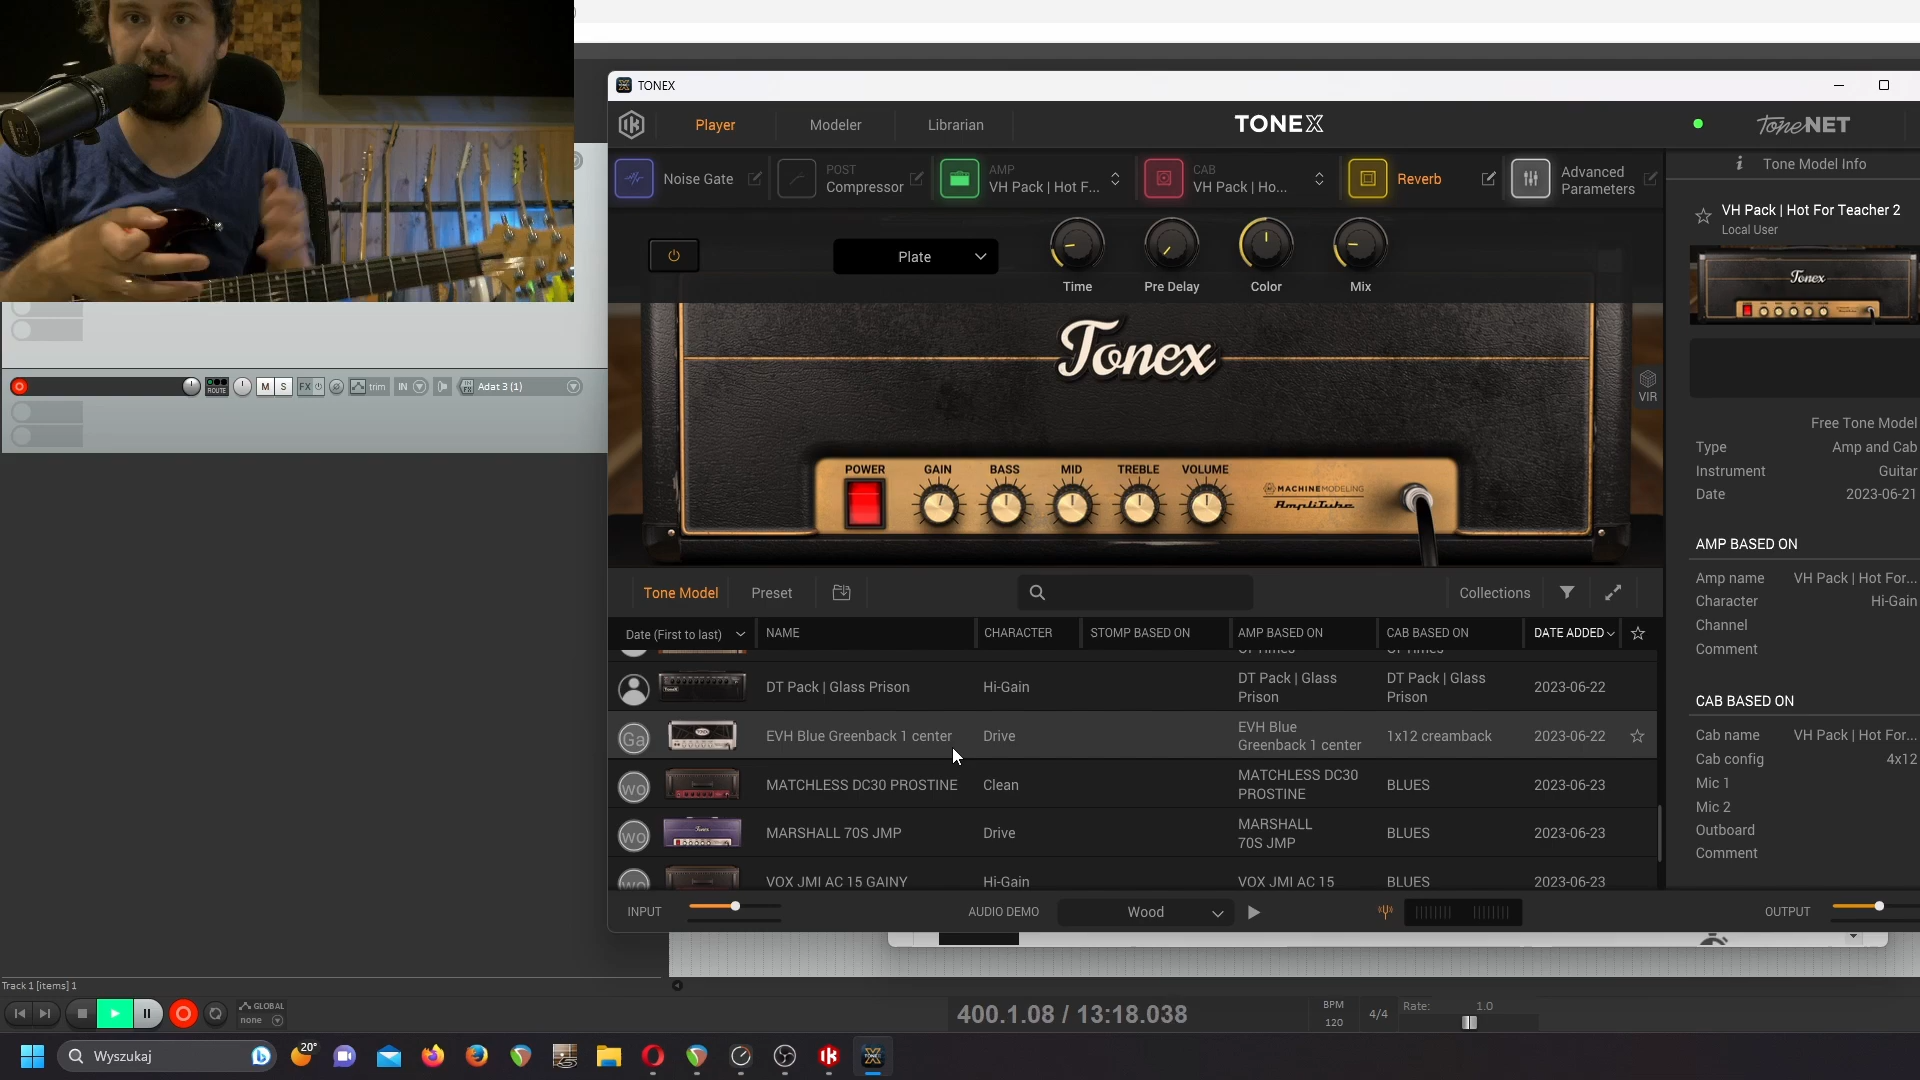 TONEX
Player
Modeler
Librarian
TONEX
ToneNET
Noise Gate
POST
Compressor
AMP
VH Pack | Hot F...
CAB
VH Pack | Ho...
Reverb
Advanced
Parameters
i Tone Model Info
VH Pack | Hot For Teacher 2
Local User
Plate
Time
Pre Delay
Color
Mix
Tonex
Tonex
VIR
POWER
GAIN
BASS
MID
TREBLE
VOLUME
MACHINE MODELING
AmpliTube
Free Tone Model
Type Amp and Cab
Instrument Guitar
Date 2023-06-21
AMP BASED ON
Amp name VH Pack | Hot For...
Character Hi-Gain
Channel
Comment
CAB BASED ON
Cab name VH Pack | Hot For...
Cab config 4x12
Mic 1
Mic 2
Outboard
Comment
ROUTE
M S FX trim IN FX Adat 3 (1)
Tone Model
Preset
Collections
Date (First to last)
NAME
CHARACTER
STOMP BASED ON
AMP BASED ON
CAB BASED ON
DATE ADDED
DT Pack | Glass Prison
Hi-Gain
DT Pack | Glass
Prison
DT Pack | Glass
Prison
2023-06-22
Ga
EVH Blue Greenback 1 center
Drive
EVH Blue
Greenback 1 center
1x12 creamback
2023-06-22
wo
MATCHLESS DC30 PROSTINE
Clean
MATCHLESS DC30
PROSTINE
BLUES
2023-06-23
wo
MARSHALL 70S JMP
Drive
MARSHALL
70S JMP
BLUES
2023-06-23
wo
VOX JMI AC 15 GAINY
Hi-Gain
VOX JMI AC 15
BLUES
2023-06-23
INPUT
AUDIO DEMO
Wood
OUTPUT
Track 1 [items] 1
GLOBAL
none
400.1.08 / 13:18.038
BPM
120
4/4
Rate: 1.0
Wyszukaj
20°